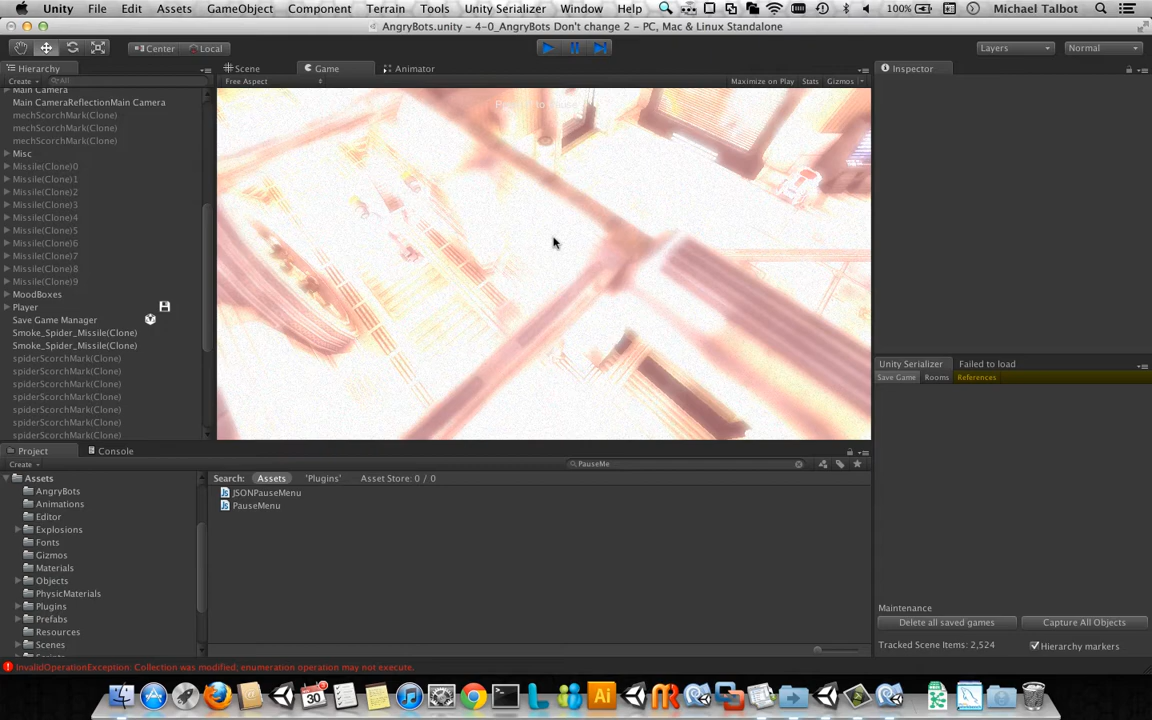 Unity File Edit Assets GameObject Component Terrain Tools Unity Serializer Window Help 100% Michael Talbot
AngryBots.unity - 4-0_AngryBots Don't change 2 - PC, Mac & Linux Standalone
Center Local Layers Normal
Hierarchy Scene Game Animator Inspector
Create All Free Aspect Maximize on Play Stats Gizmos
Main Camera
Main CameraReflectionMain Camera
mechScorchMark(Clone)
mechScorchMark(Clone)
mechScorchMark(Clone)
Misc
Missile(Clone)0
Missile(Clone)1
Missile(Clone)2
Missile(Clone)3
Missile(Clone)4
Missile(Clone)5
Missile(Clone)6
Missile(Clone)7
Missile(Clone)8
Missile(Clone)9
MoodBoxes
Player
Save Game Manager
Smoke_Spider_Missile(Clone)
Smoke_Spider_Missile(Clone)
spiderScorchMark(Clone)
spiderScorchMark(Clone)
spiderScorchMark(Clone)
spiderScorchMark(Clone)
spiderScorchMark(Clone)
spiderScorchMark(Clone)
spiderScorchMark(Clone)
Unity Serializer Failed to load
Save Game Rooms References
Project Console
Create PauseMe
Assets Search: Assets 'Plugins' Asset Store: 0 / 0
AngryBots JSONPauseMenu
Animations PauseMenu
Editor
Explosions
Fonts
Gizmos
Materials
Objects
PhysicMaterials
Plugins
Prefabs
Resources
Scenes
Maintenance
Delete all saved games Capture All Objects
Tracked Scene Items: 2,524 Hierarchy markers
InvalidOperationException: Collection was modified; enumeration operation may not execute.
30
Ai